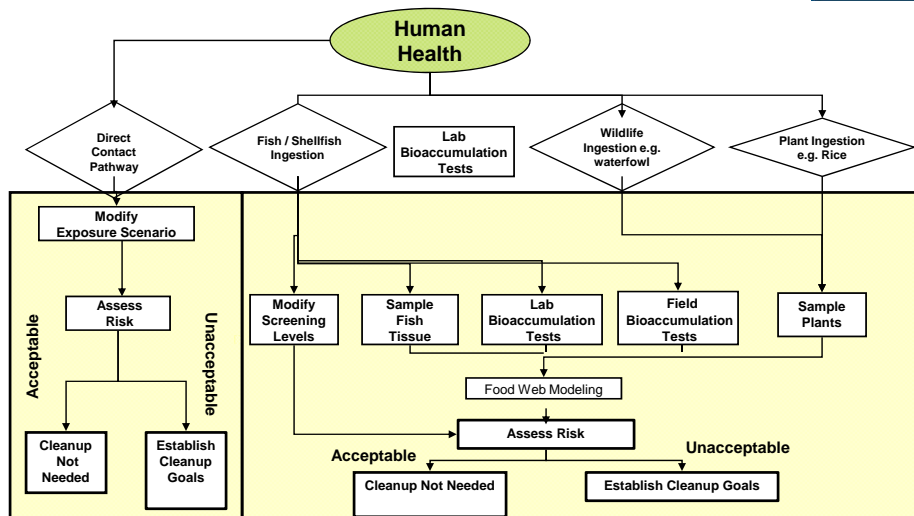 Human
Health
Direct
Contact
Pathway
Fish / Shellfish
Ingestion
Lab
Bioaccumulation
Tests
Wildlife
Ingestion e.g.
waterfowl
Plant Ingestion
e.g. Rice
Modify
Exposure Scenario
Assess
Risk
Acceptable
Unacceptable
Cleanup
Not
Needed
Establish
Cleanup
Goals
Modify
Screening
Levels
Sample
Fish
Tissue
Lab
Bioaccumulation
Tests
Field
Bioaccumulation
Tests
Sample
Plants
Food Web Modeling
Assess Risk
Acceptable
Unacceptable
Cleanup Not Needed
Establish Cleanup Goals